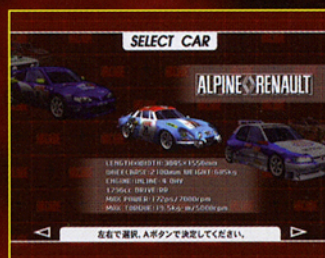 SELECT CAR
ALPINE RENAULT
LENGTH×WIDTH:3885×1550mm
WHEELBASE:2100mm WEIGHT:685kg
ENGINE:INLINE-4 OHV
1796cc DRIVE:RR
MAX POWER:172ps/7000rpm
MAX TORQUE:19.5kg-m/5000rpm
左右で選択、Aボタンで決定してください。